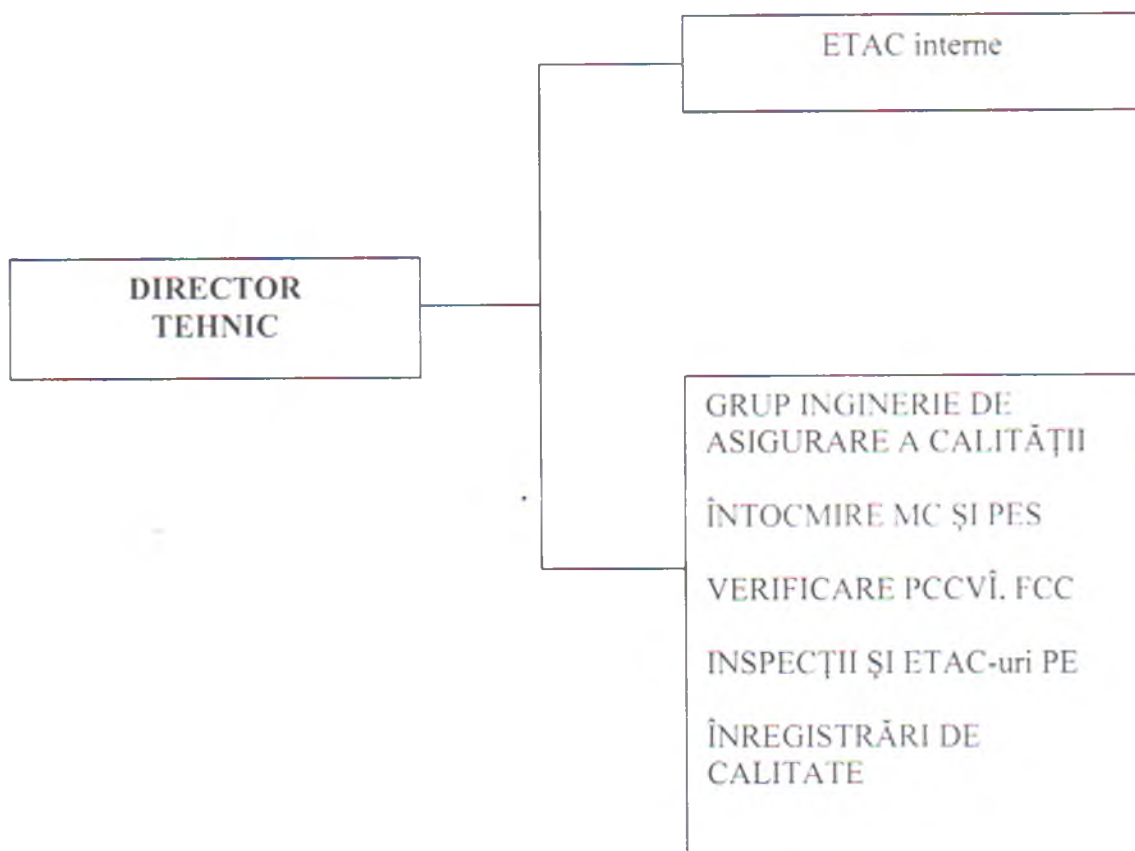 ETAC interne
DIRECTOR
TEHNIC
GRUP INGINERIE DE
ASIGURARE A CALITĂȚII
ÎNTOCMIRE MC ȘI PES
VERIFICARE PCCVÎ. FCC
INSPECȚII ȘI ETAC-uri PE
ÎNREGISTRĂRI DE
CALITATE